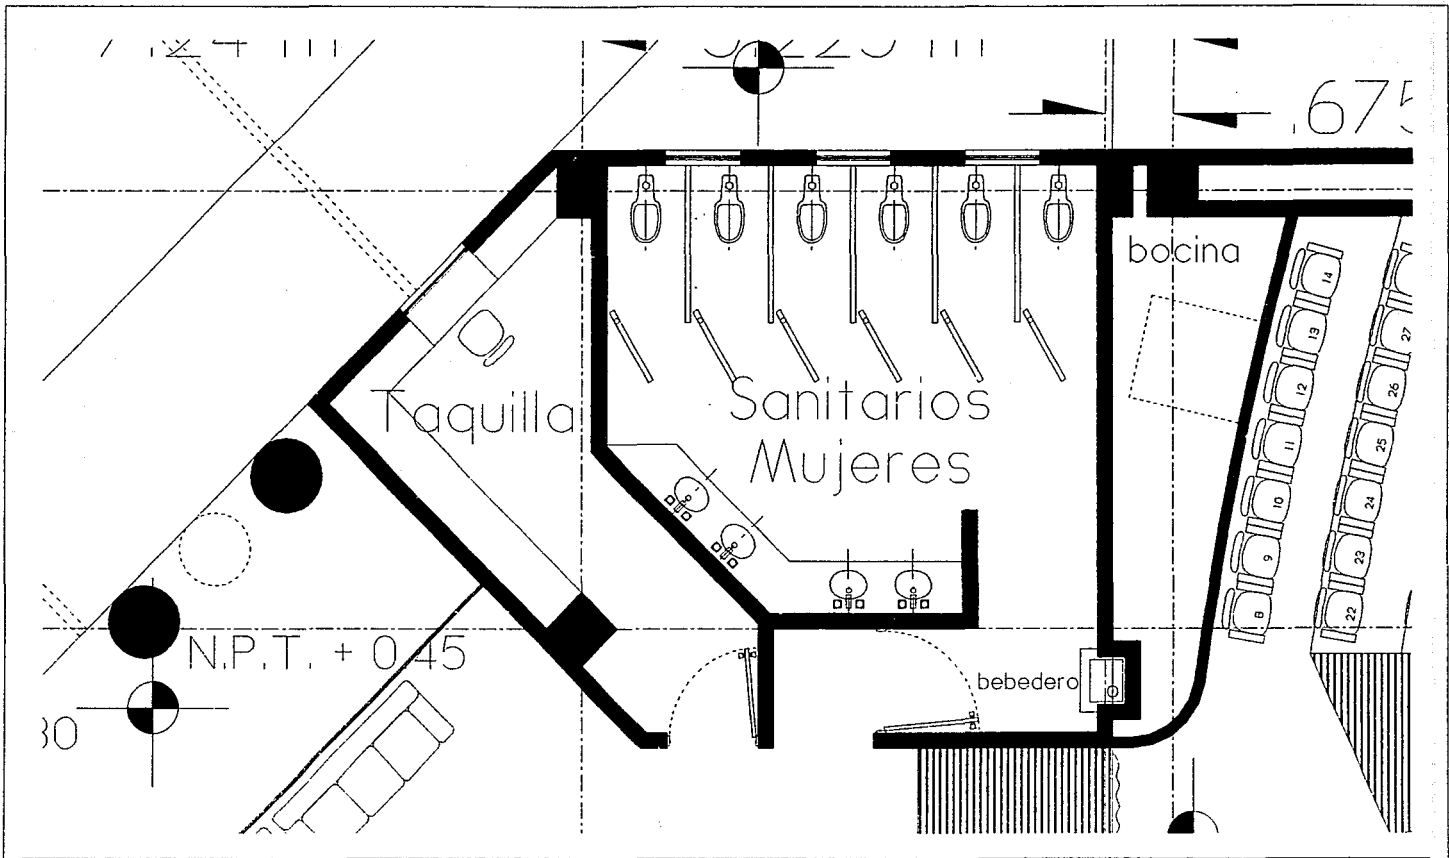 .675
bocina
Taquilla
Sanitarios
Mujeres
bebedero
N.P.T. + 0.45
14
13
12
11
10
9
8
27
26
25
24
23
22